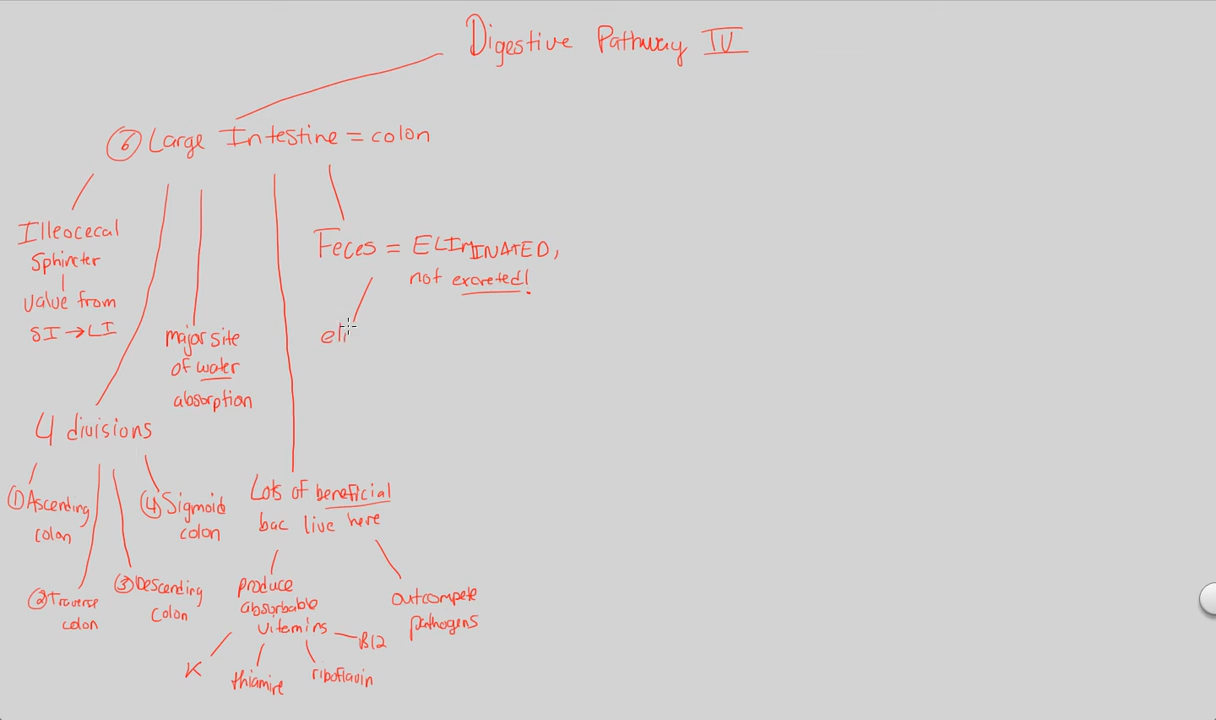 Digestive Pathway IV
⑥ Large Intestine = colon
Illeocecal
Sphincter
Value from
SI → LI
4 divisions
① Ascending
colon
② Traverse
colon
③ Descending
colon
④ Sigmoid
colon
major site
of water
absorption
Lots of beneficial
bac live here
produce
absorbable
vitamins
K
thiamine
riboflavin
B12
outcompete
pathogens
Feces = ELIMINATED,
not excreted!
eli